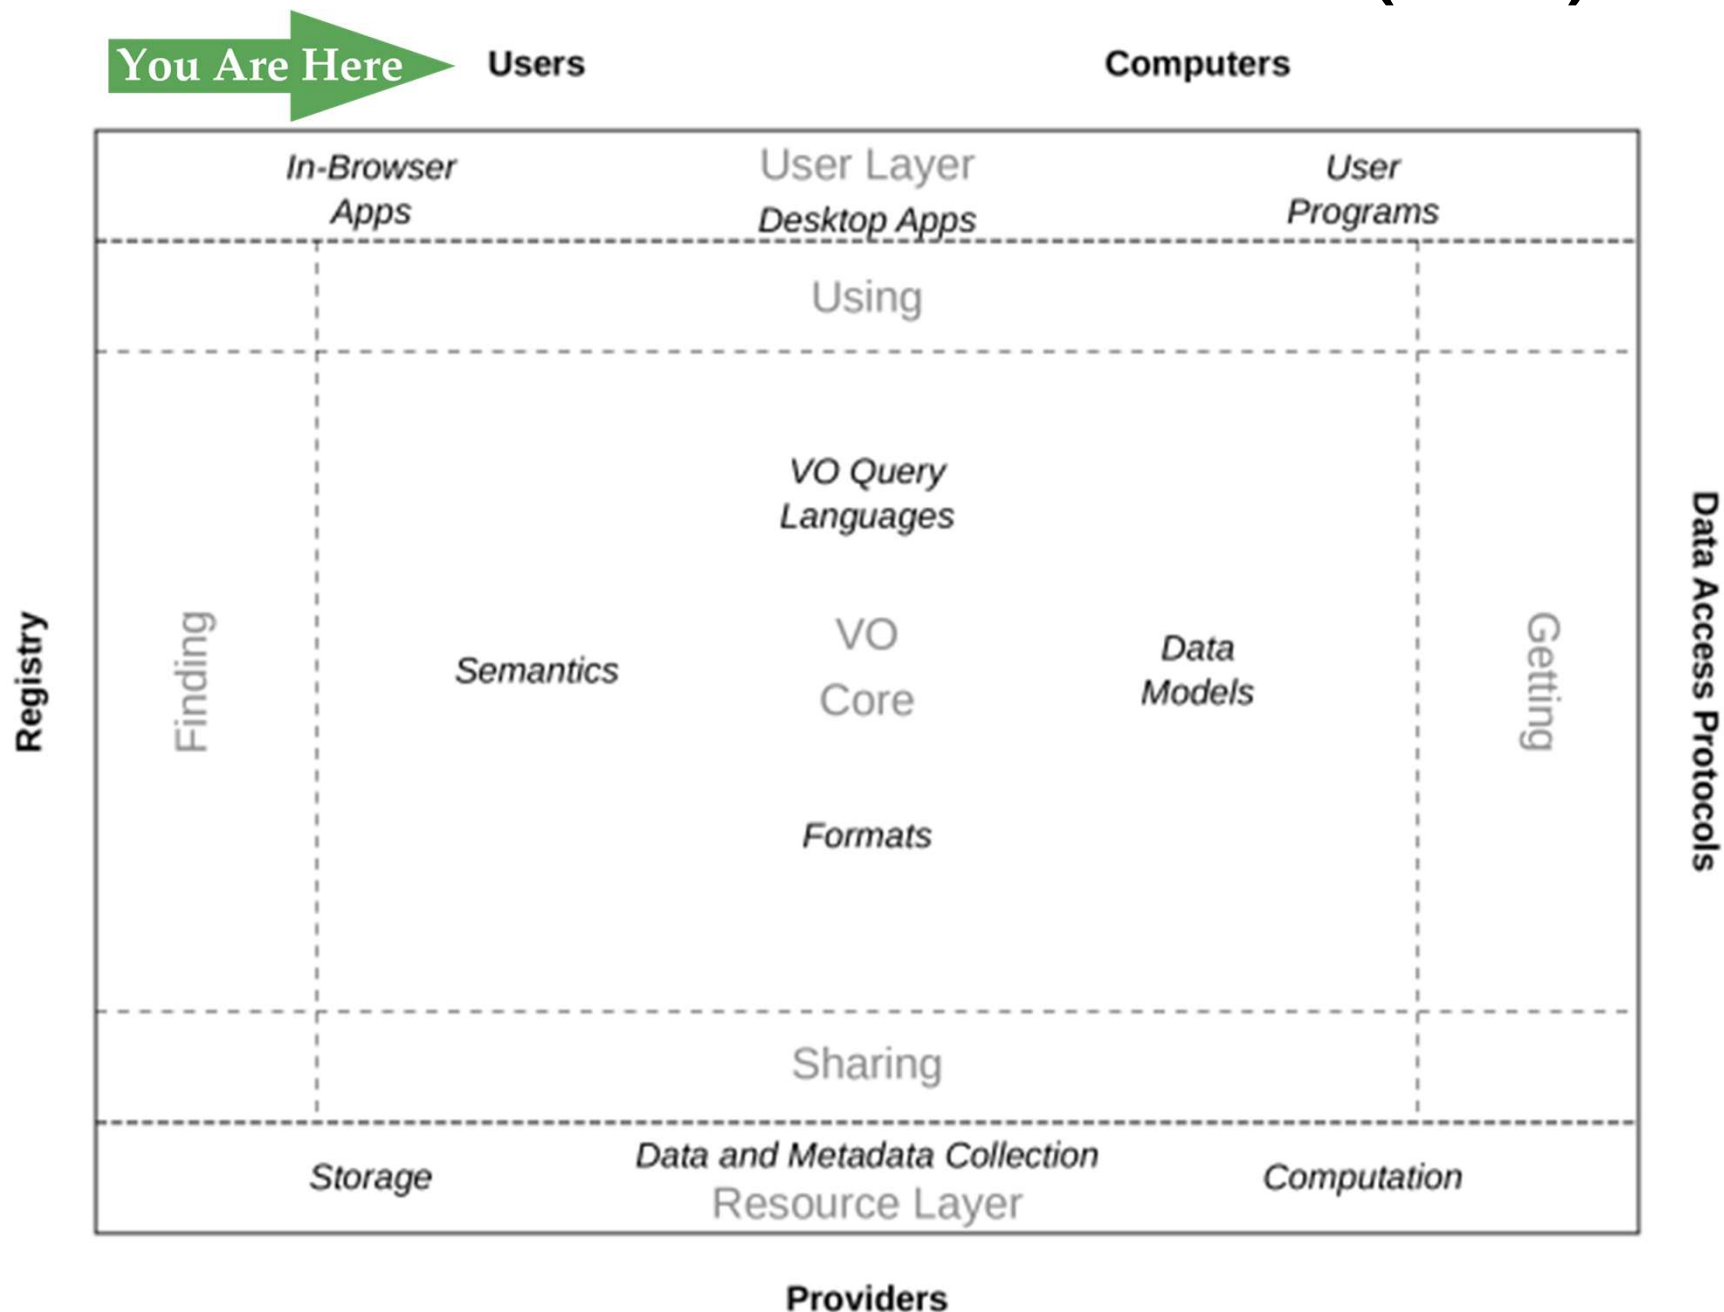 You Are Here
Users
Computers
In-Browser
Apps
User Layer
Desktop Apps
User
Programs
Using
VO Query
Languages
Registry
Finding
Semantics
VO
Core
Data
Models
Getting
Data Access Protocols
Formats
Sharing
Storage
Data and Metadata Collection
Resource Layer
Computation
Providers